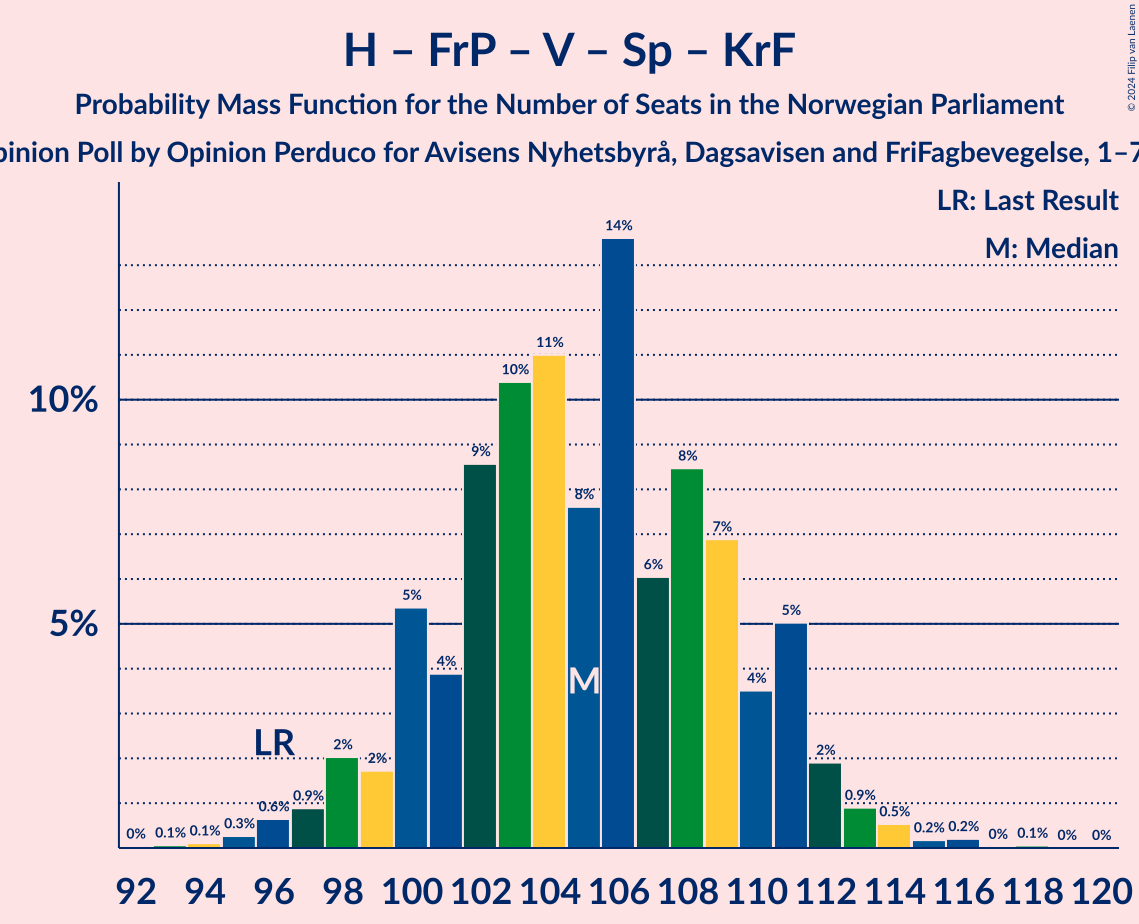 H – FrP – V – Sp – KrF
Probability Mass Function for the Number of Seats in the Norwegian Parliament
pinion Poll by Opinion Perduco for Avisens Nyhetsbyrå, Dagsavisen and FriFagbevegelse, 1–7
© 2024 Filip van Laenen
LR: Last Result
M: Median
10%
5%
0% 0.1% 0.1% 0.3% 0.6% 0.9% 2% 2% 5% 4% 9% 10% 11% 8% 14% 6% 8% 7% 4% 5% 2% 0.9% 0.5% 0.2% 0.2% 0% 0.1% 0% 0%
LR
M
92 94 96 98 100 102 104 106 108 110 112 114 116 118 120